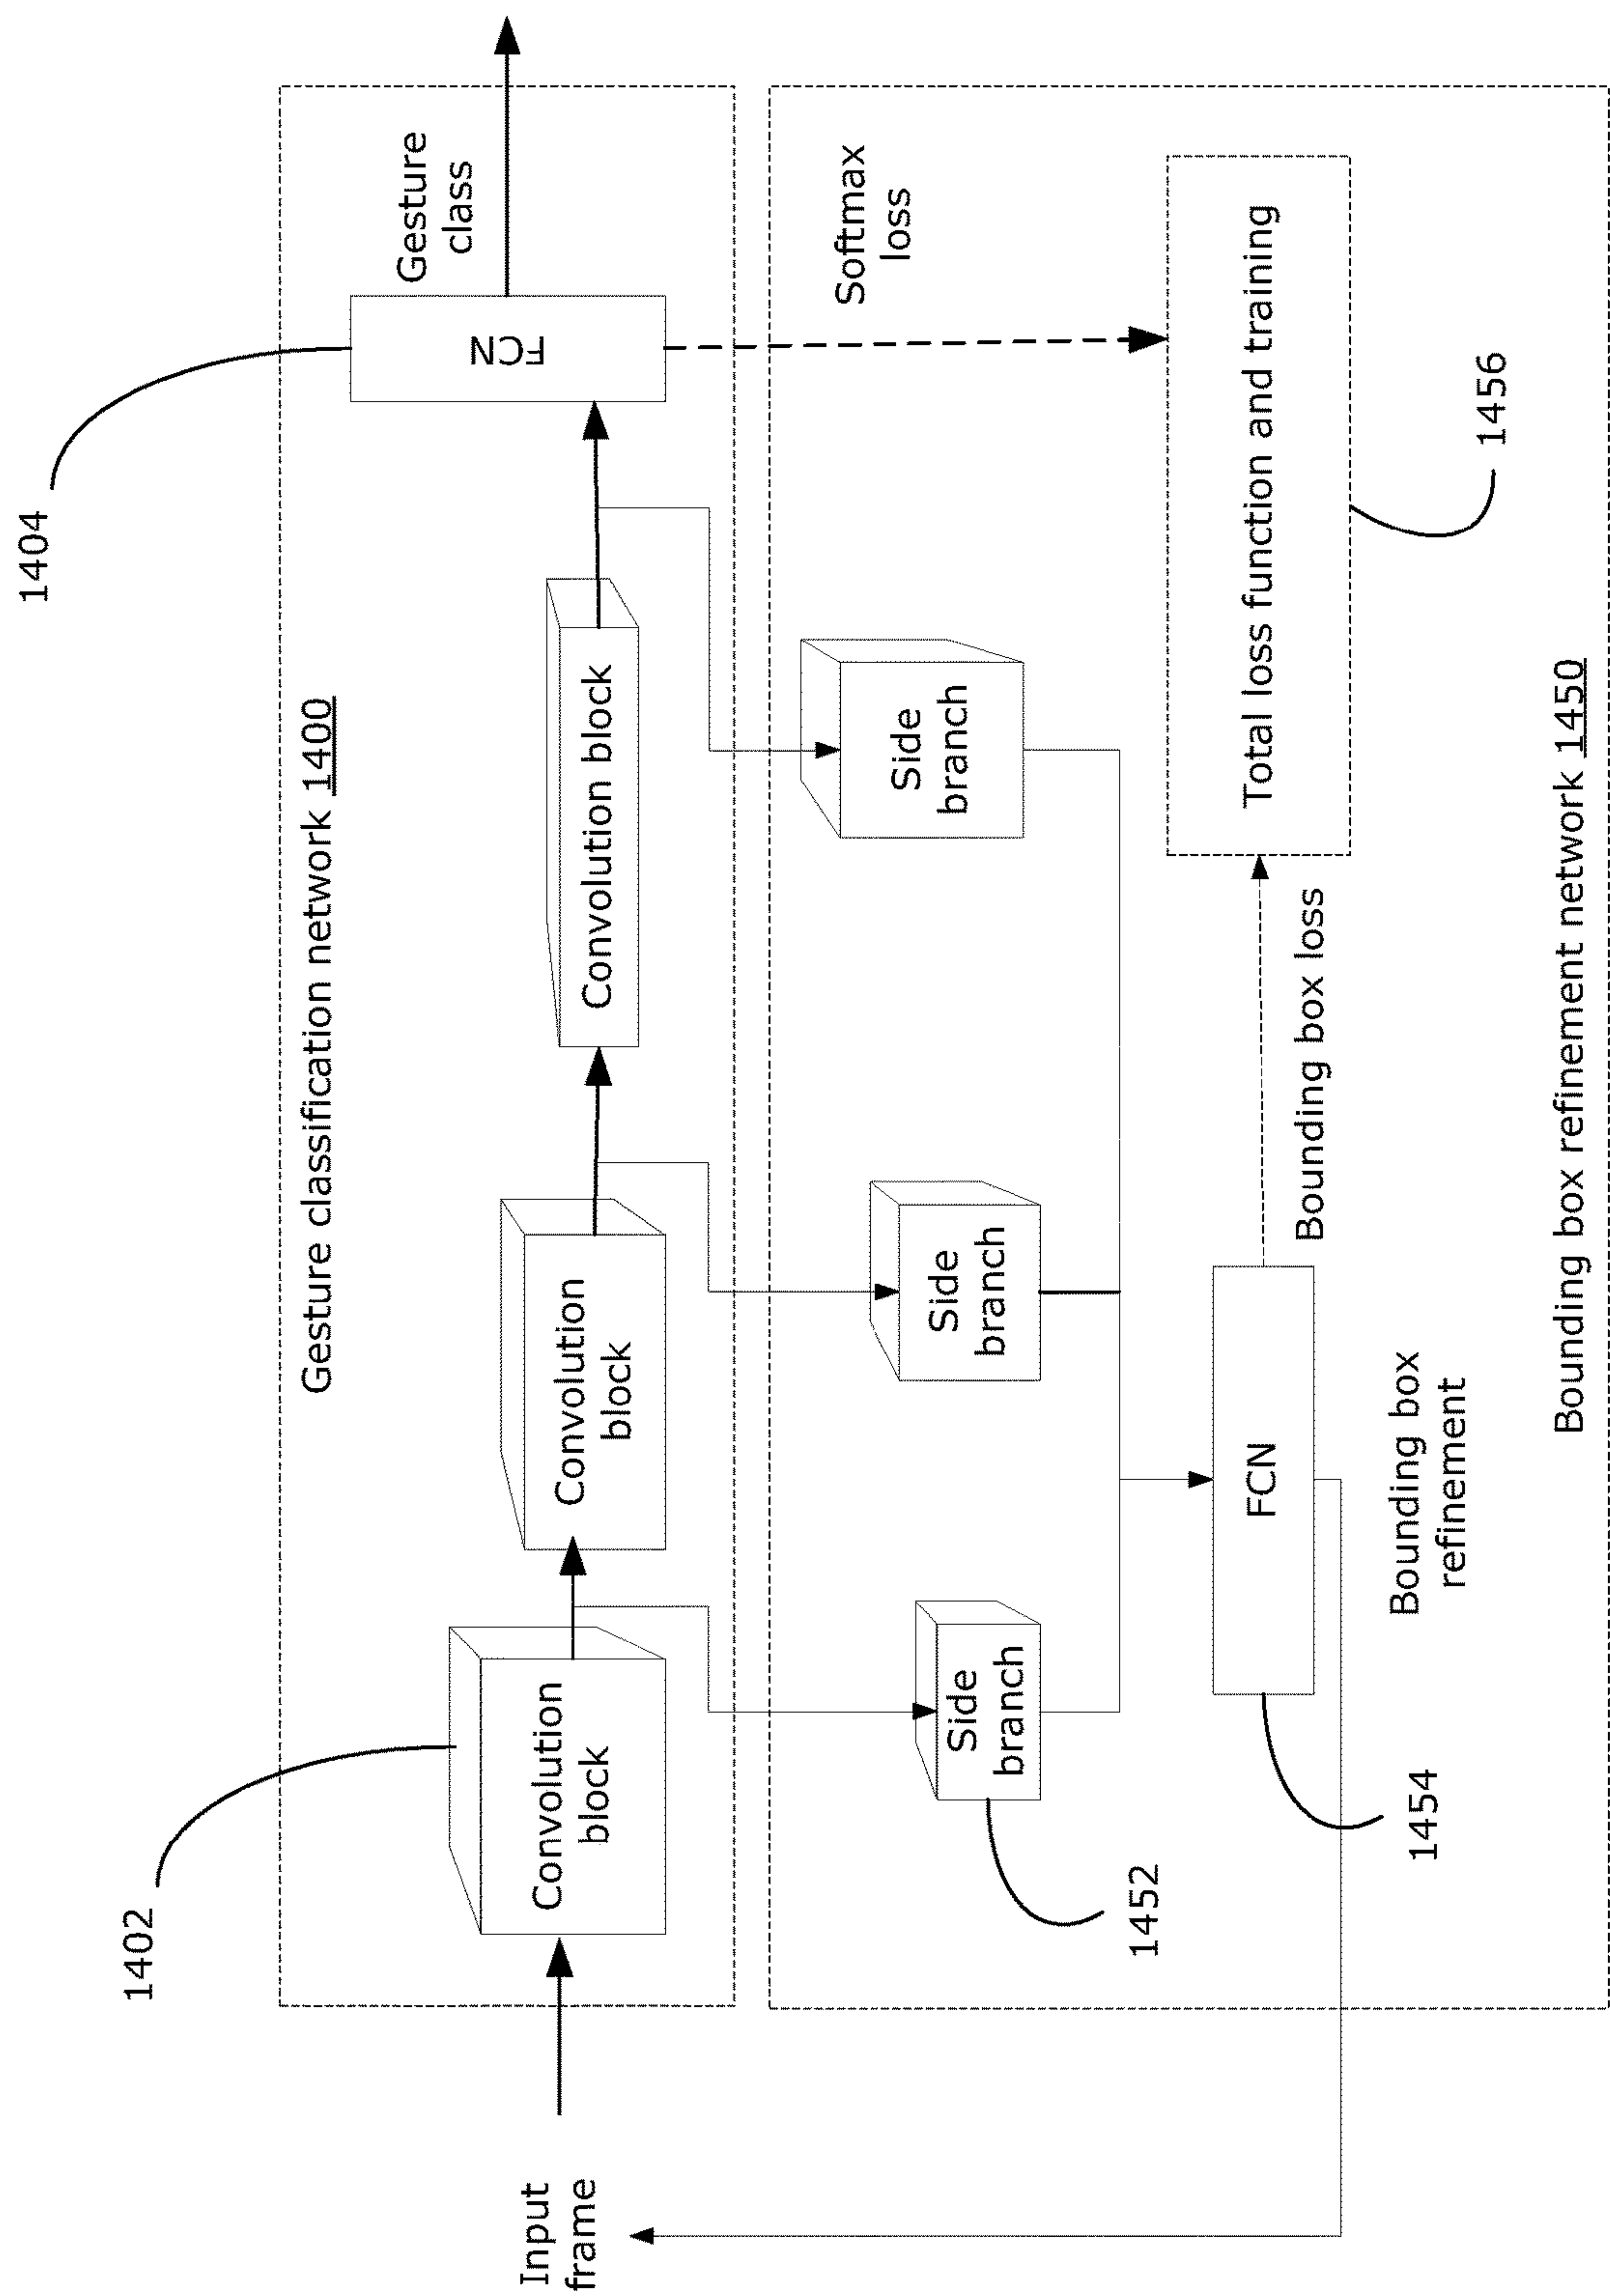 1404
1402
Gesture classification network 1400
Gesture
class
FCN
Convolution block
Convolution
block
Convolution
block
Input
frame
Softmax
loss
Side
branch
Side
branch
Side
branch
1452
Total loss function and training
1456
Bounding box loss
FCN
1454
Bounding box
refinement
Bounding box refinement network 1450